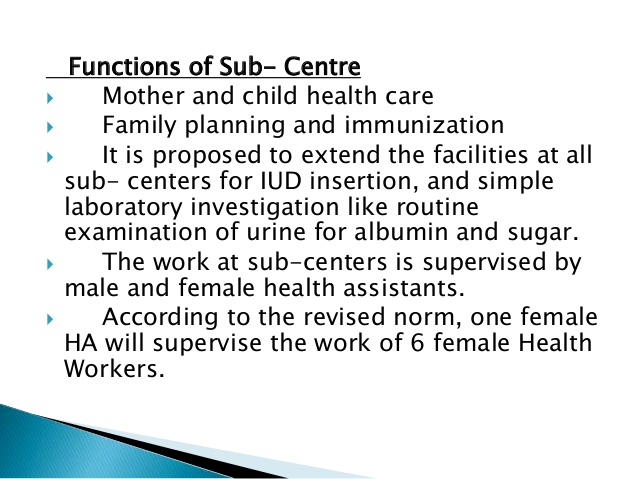 Functions of Sub- Centre
Mother and child health care
Family planning and immunization
It is proposed to extend the facilities at all
sub- centers for IUD insertion, and simple
laboratory investigation like routine
examination of urine for albumin and sugar.
The work at sub-centers is supervised by
male and female health assistants.
According to the revised norm, one female
HA will supervise the work of 6 female Health
Workers.